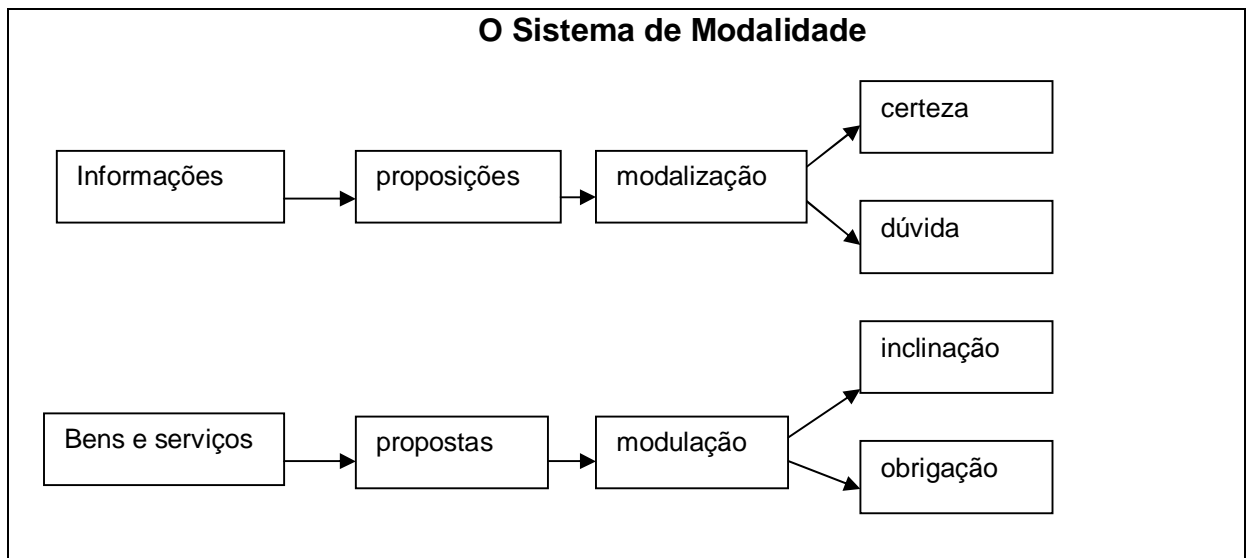 O Sistema de Modalidade
certeza
Informações
proposições
modalização
dúvida
inclinação
Bens e serviços
propostas
modulação
obrigação